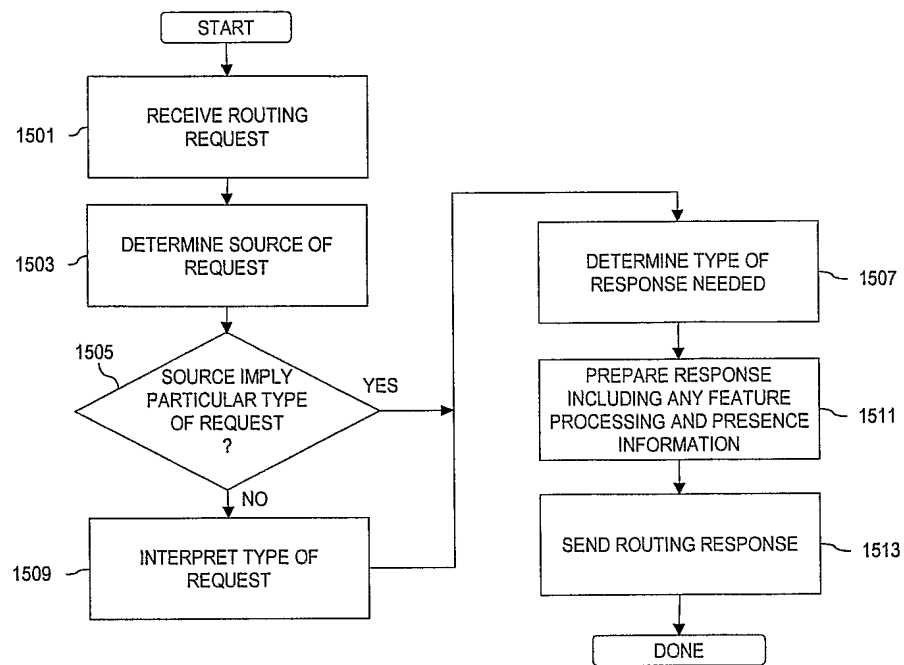 START
RECEIVE ROUTING
REQUEST
1501
DETERMINE SOURCE OF
REQUEST
1503
1505
SOURCE IMPLY
PARTICULAR TYPE
OF REQUEST
?
YES
NO
INTERPRET TYPE OF
REQUEST
1509
DETERMINE TYPE OF
RESPONSE NEEDED
1507
PREPARE RESPONSE
INCLUDING ANY FEATURE
PROCESSING AND PRESENCE
INFORMATION
1511
SEND ROUTING RESPONSE
1513
DONE